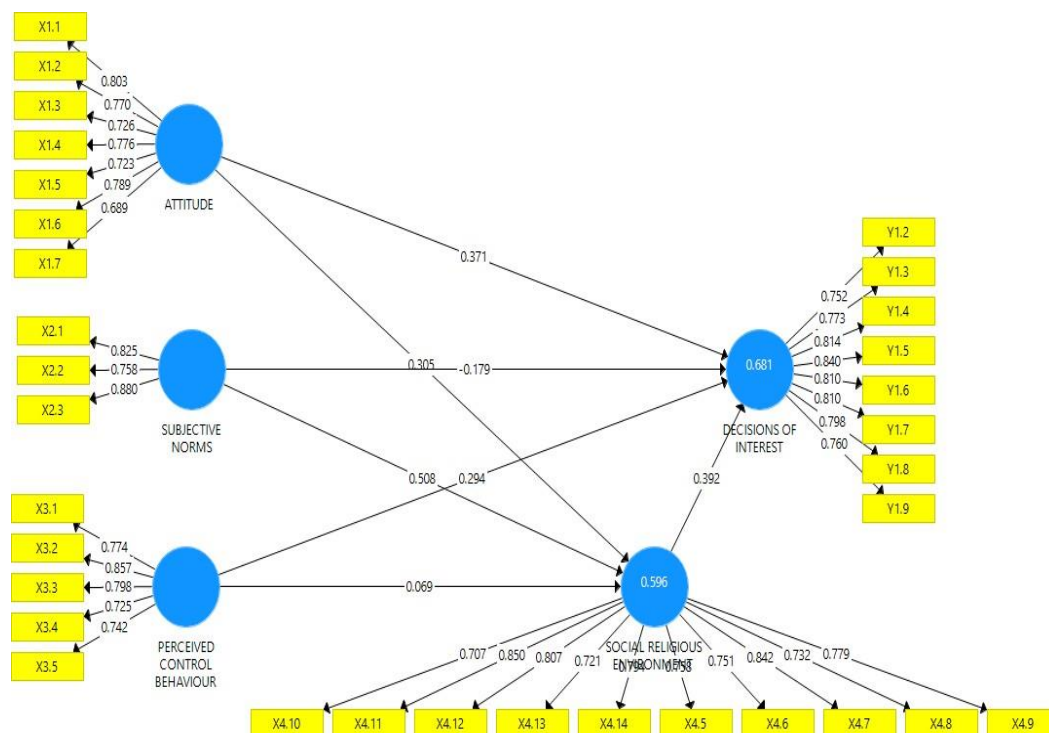 X1.1
X1.2
X1.3
X1.4
X1.5
X1.6
X1.7
0.803
0.770
0.726
0.776
0.723
0.789
0.689
ATTITUDE
X2.1
X2.2
X2.3
0.825
0.758
0.880
SUBJECTIVE
NORMS
X3.1
X3.2
X3.3
X3.4
X3.5
0.774
0.857
0.798
0.725
0.742
PERCEIVED
CONTROL
BEHAVIOUR
0.371
0.305
-0.179
0.508
0.294
0.069
0.392
0.681
DECISIONS OF
INTEREST
0.752
0.773
0.814
0.840
0.810
0.810
0.798
0.760
Y1.2
Y1.3
Y1.4
Y1.5
Y1.6
Y1.7
Y1.8
Y1.9
0.596
SOCIAL RELIGIOUS
ENVIRONMENT
0.707
0.850
0.807
0.721
0.794
0.758
0.751
0.842
0.732
0.779
X4.10
X4.11
X4.12
X4.13
X4.14
X4.5
X4.6
X4.7
X4.8
X4.9